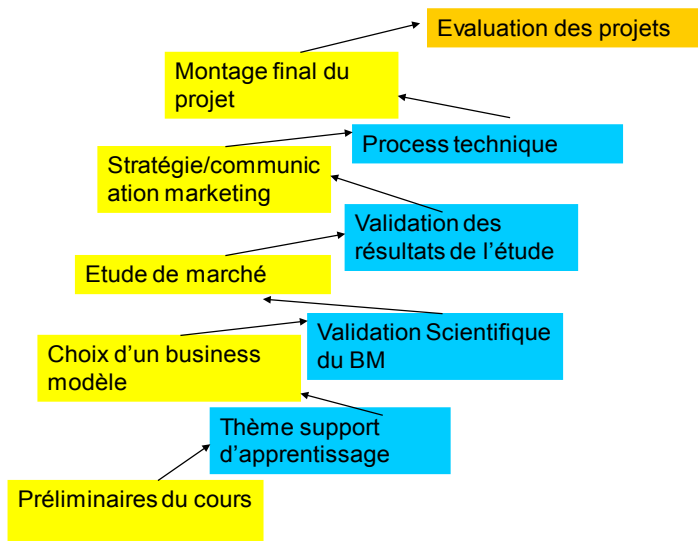 Evaluation des projets
Montage final du
projet
Process technique
Stratégie/communic
ation marketing
Validation des
résultats de l’étude
Etude de marché
Validation Scientifique
du BM
Choix d’un business
modèle
Thème support
d’apprentissage
Préliminaires du cours